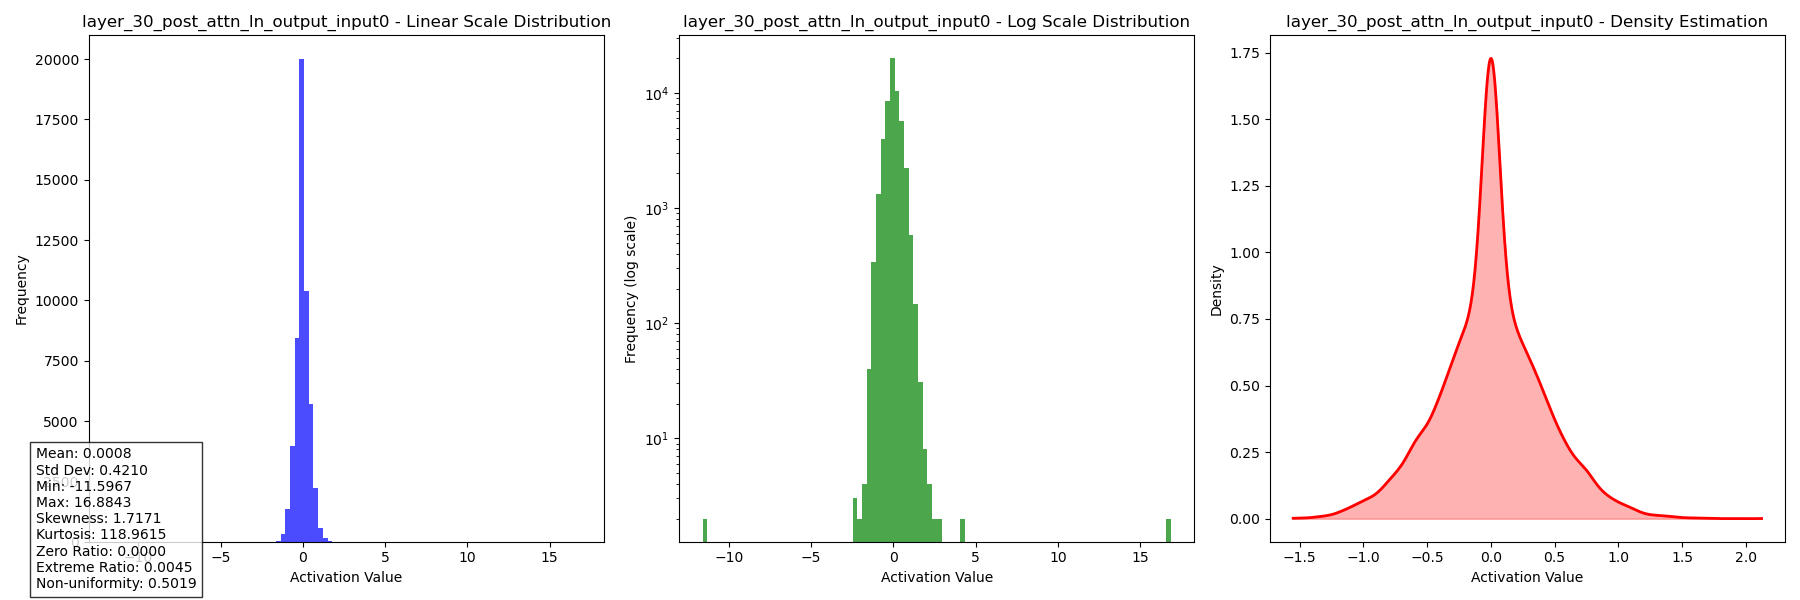 layer_30_post_attn_ln_output_input0 - Linear Scale Distribution
20000
17500
15000
12500
10000
7500
5000
2500
0
Frequency
−10
−5
0
5
10
15
Activation Value
Mean: 0.0008
Std Dev: 0.4210
Min: -11.5967
Max: 16.8843
Skewness: 1.7171
Kurtosis: 118.9615
Zero Ratio: 0.0000
Extreme Ratio: 0.0045
Non-uniformity: 0.5019
layer_30_post_attn_ln_output_input0 - Log Scale Distribution
10⁴
10³
10²
10¹
Frequency (log scale)
−10
−5
0
5
10
15
Activation Value
layer_30_post_attn_ln_output_input0 - Density Estimation
1.75
1.50
1.25
1.00
0.75
0.50
0.25
0.00
Density
−1.5
−1.0
−0.5
0.0
0.5
1.0
1.5
2.0
Activation Value